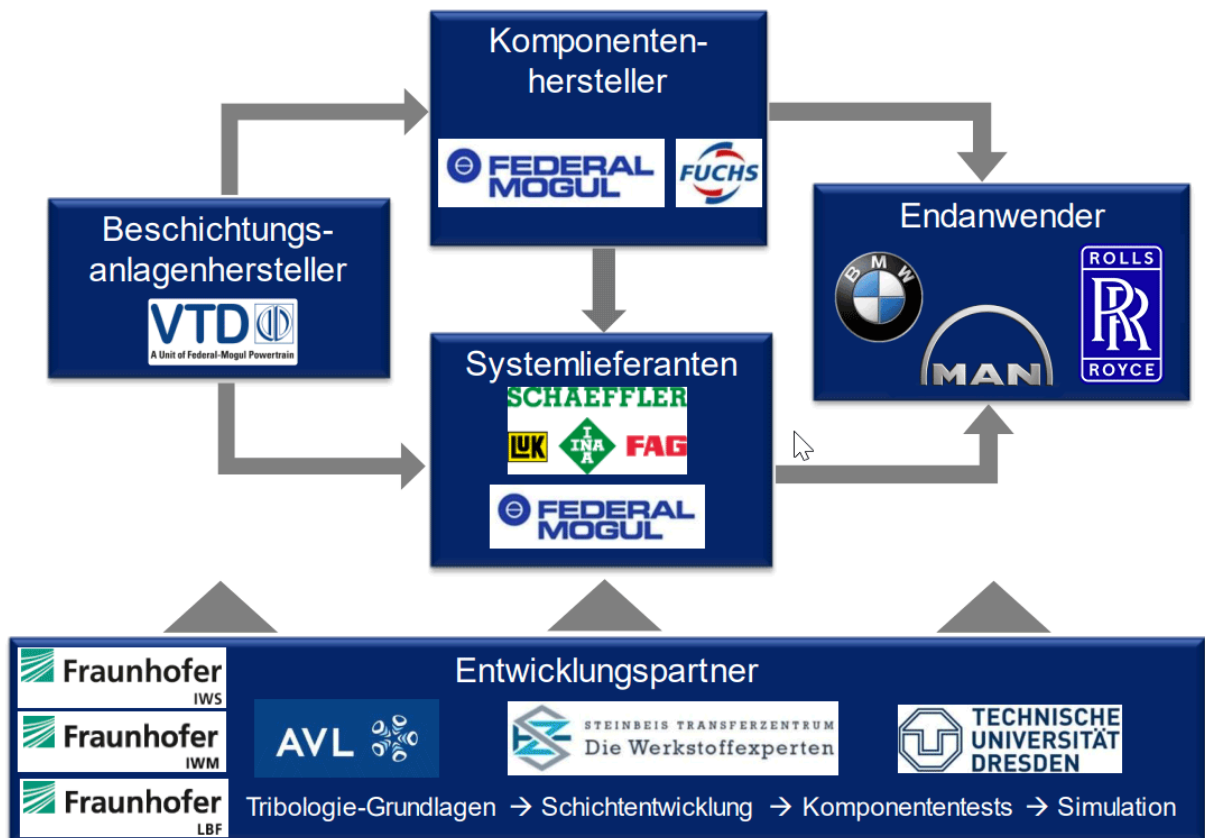 Komponenten-
hersteller
FEDERAL
MOGUL
FUCHS
Beschichtungs-
anlagenhersteller
VTD
A Unit of Federal-Mogul Powertrain
Systemlieferanten
SCHAEFFLER
LUK
INA
INA
FAG
FEDERAL
MOGUL
Endanwender
BMW
MAN
ROLLS
RR
ROYCE
Entwicklungspartner
Fraunhofer
IWS
Fraunhofer
IWM
Fraunhofer
LBF
AVL
STEINBEIS TRANSFERZENTRUM
Die Werkstoffexperten
TECHNISCHE
UNIVERSITÄT
DRESDEN
Tribologie-Grundlagen → Schichtentwicklung → Komponententests → Simulation